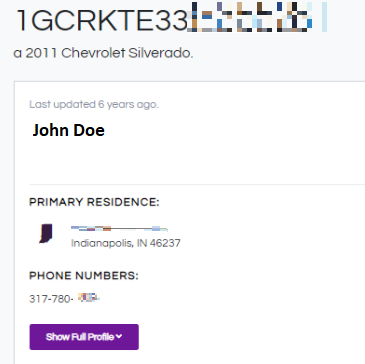 1GCRKTE33
a 2011 Chevrolet Silverado.
Last updated 6 years ago.
John Doe
PRIMARY RESIDENCE:
Indianapolis, IN 46237
PHONE NUMBERS:
317-780-
Show Full Profile